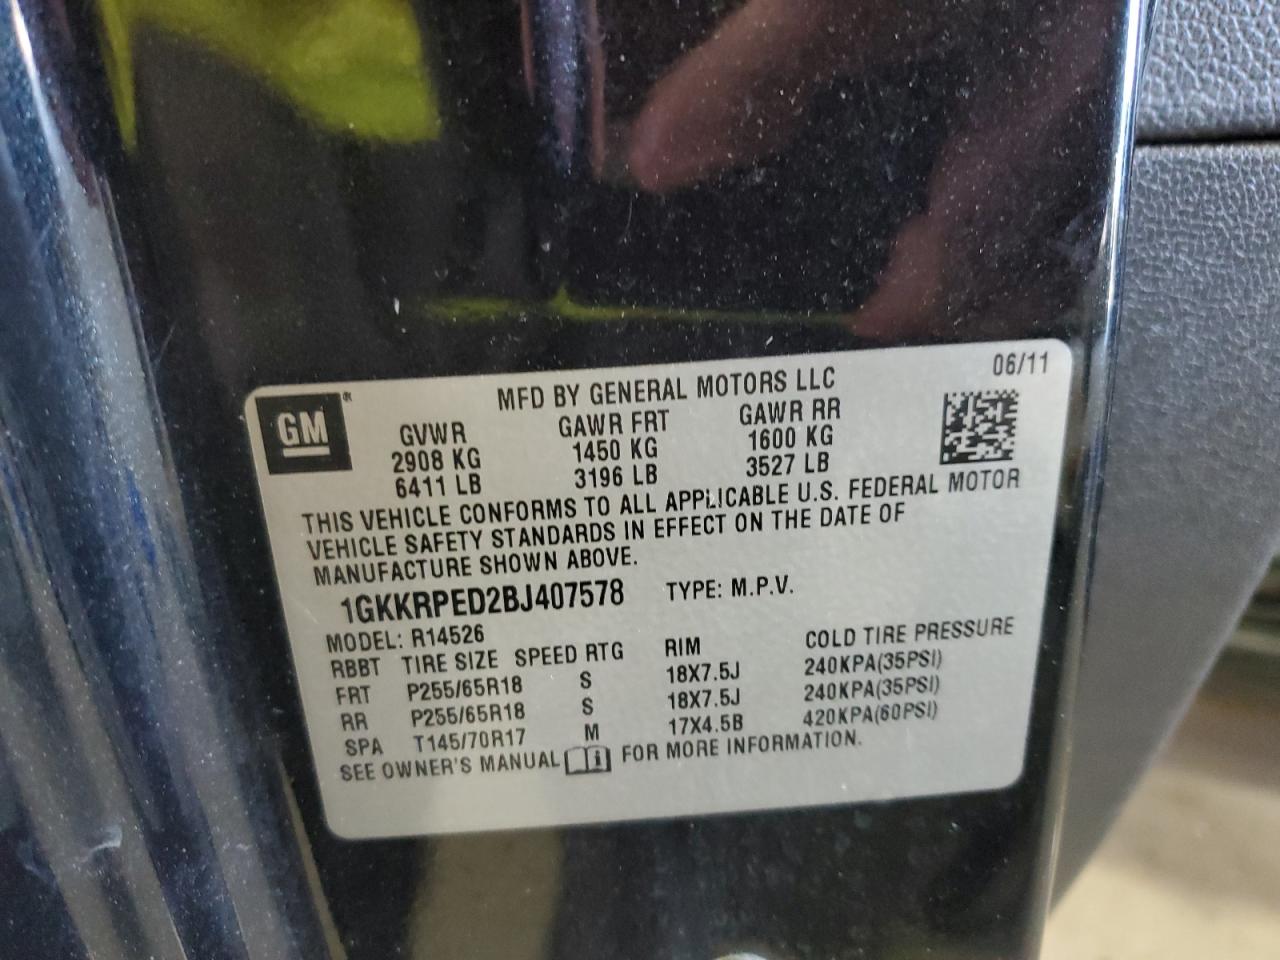 06/11
MFD BY GENERAL MOTORS LLC
GM ®
GVWR GAWR FRT GAWR RR
2908 KG 1450 KG 1600 KG
6411 LB 3196 LB 3527 LB
THIS VEHICLE CONFORMS TO ALL APPLICABLE U.S. FEDERAL MOTOR
VEHICLE SAFETY STANDARDS IN EFFECT ON THE DATE OF
MANUFACTURE SHOWN ABOVE.
1GKKRPED2BJ407578 TYPE: M.P.V.
MODEL: R14526
RBBT TIRE SIZE SPEED RTG RIM COLD TIRE PRESSURE
FRT P255/65R18 S 18X7.5J 240KPA(35PSI)
RR P255/65R18 S 18X7.5J 240KPA(35PSI)
SPA T145/70R17 M 17X4.5B 420KPA(60PSI)
SEE OWNER'S MANUAL i FOR MORE INFORMATION.